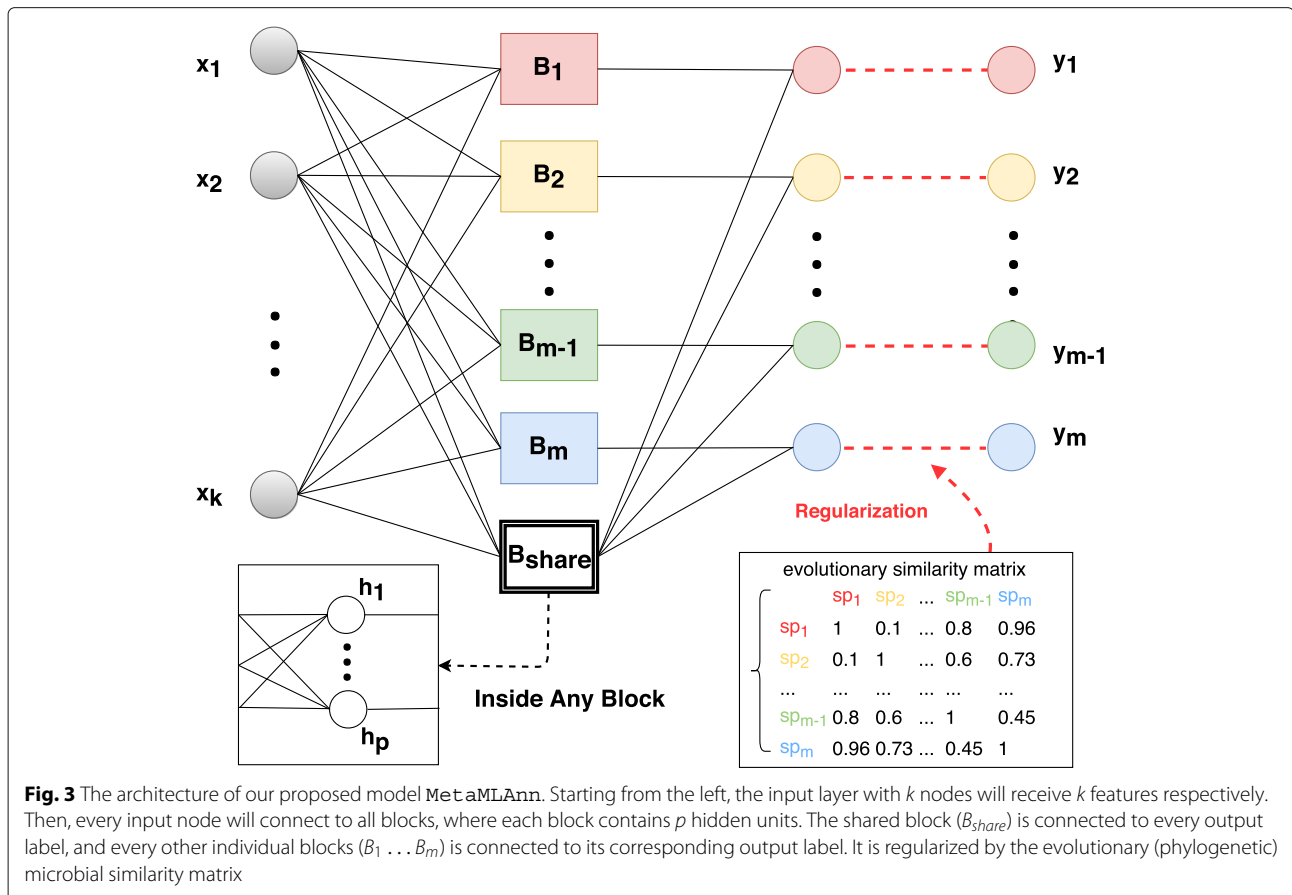 x1
B1
y1
x2
B2
y2
Bm-1
ym-1
Bm
ym
xk
Regularization
Bshare
h1
hp
Inside Any Block
evolutionary similarity matrix
sp1 sp2 ... spm-1 spm
sp1 1 0.1 ... 0.8 0.96
sp2 0.1 1 ... 0.6 0.73
... ... ... ... ...
spm-1 0.8 0.6 ... 1 0.45
spm 0.96 0.73 ... 0.45 1
Fig. 3 The architecture of our proposed model MetaMLAnn. Starting from the left, the input layer with k nodes will receive k features respectively.
Then, every input node will connect to all blocks, where each block contains p hidden units. The shared block (Bshare) is connected to every output
label, and every other individual blocks (B1 ... Bm) is connected to its corresponding output label. It is regularized by the evolutionary (phylogenetic)
microbial similarity matrix